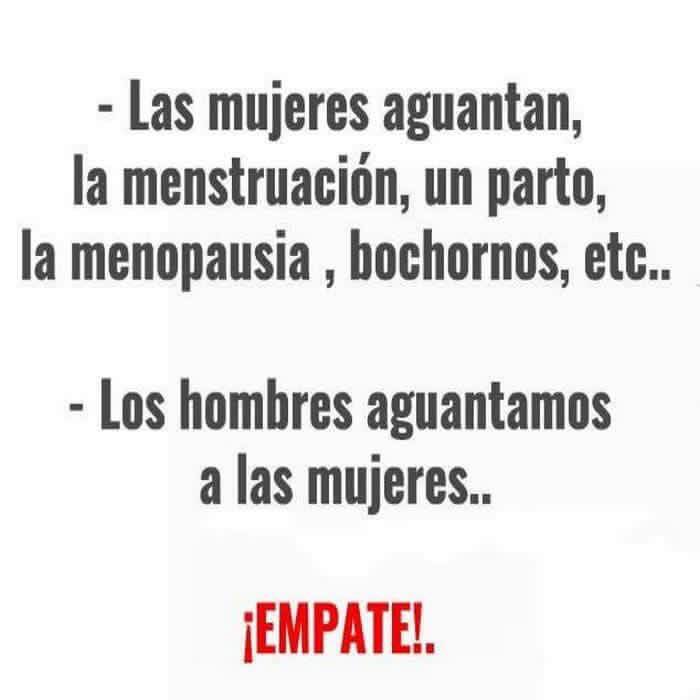 - Las mujeres aguantan,
la menstruación, un parto,
la menopausia , bochornos, etc..
- Los hombres aguantamos
a las mujeres..
¡EMPATE!.